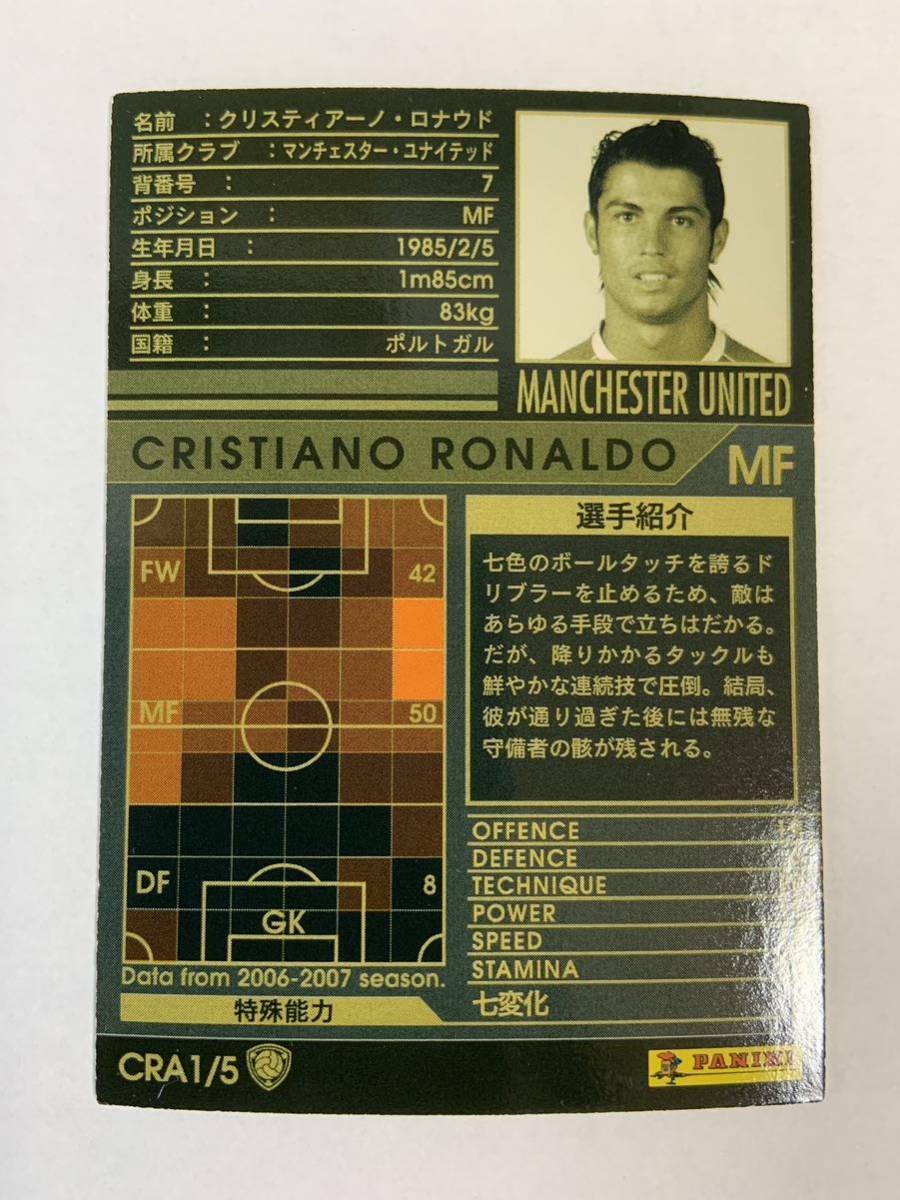 名前 ：クリスティアーノ・ロナウド
所属クラブ ：マンチェスター・ユナイテッド
背番号 ： 7
ポジション ： MF
生年月日 ： 1985/2/5
身長 ： 1m85cm
体重 ： 83kg
国籍 ： ポルトガル
MANCHESTER UNITED
CRISTIANO RONALDO
MF
FW 42
MF 50
DF 8
GK
Data from 2006-2007 season.
特殊能力
選手紹介
七色のボールタッチを誇るド
リブラーを止めるため、敵は
あらゆる手段で立ちはだかる。
だが、降りかかるタックルも
鮮やかな連続技で圧倒。結局、
彼が通り過ぎた後には無残な
守備者の骸が残される。
OFFENCE
DEFENCE
TECHNIQUE
POWER
SPEED
STAMINA
七変化
CRA1/5
PANINI